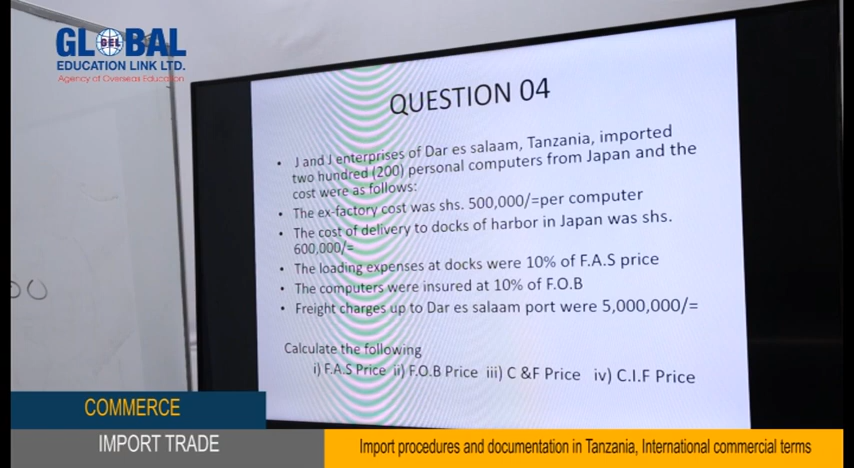 GLOBAL
GEL
EDUCATION LINK LTD.
Agency of Overseas Education
QUESTION 04
• J and J enterprises of Dar es salaam, Tanzania, imported
two hundred (200) personal computers from Japan and the
cost were as follows:
• The ex-factory cost was shs. 500,000/=per computer
• The cost of delivery to docks of harbor in Japan was shs.
600,000/=
• The loading expenses at docks were 10% of F.A.S price
• The computers were insured at 10% of F.O.B
• Freight charges up to Dar es salaam port were 5,000,000/=
Calculate the following
i) F.A.S Price ii) F.O.B Price iii) C &F Price iv) C.I.F Price
COMMERCE
IMPORT TRADE
Import procedures and documentation in Tanzania, International commercial terms